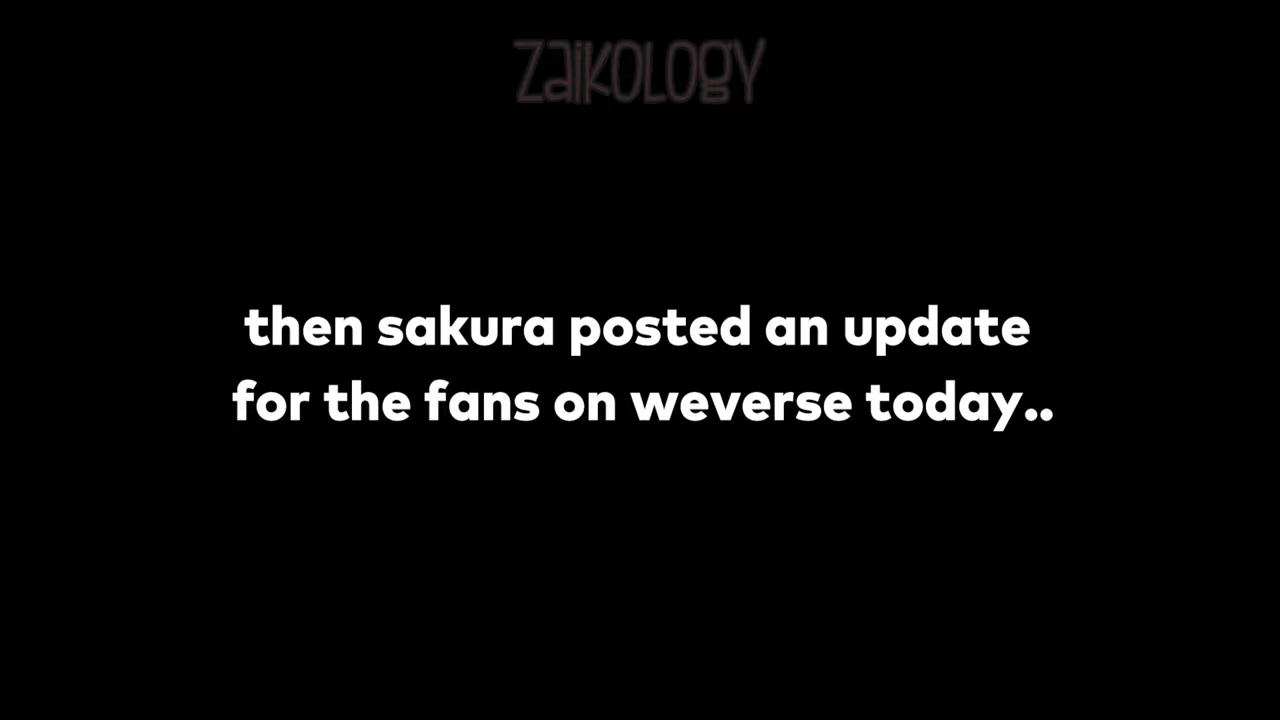 zaikology
then sakura posted an update
for the fans on weverse today..